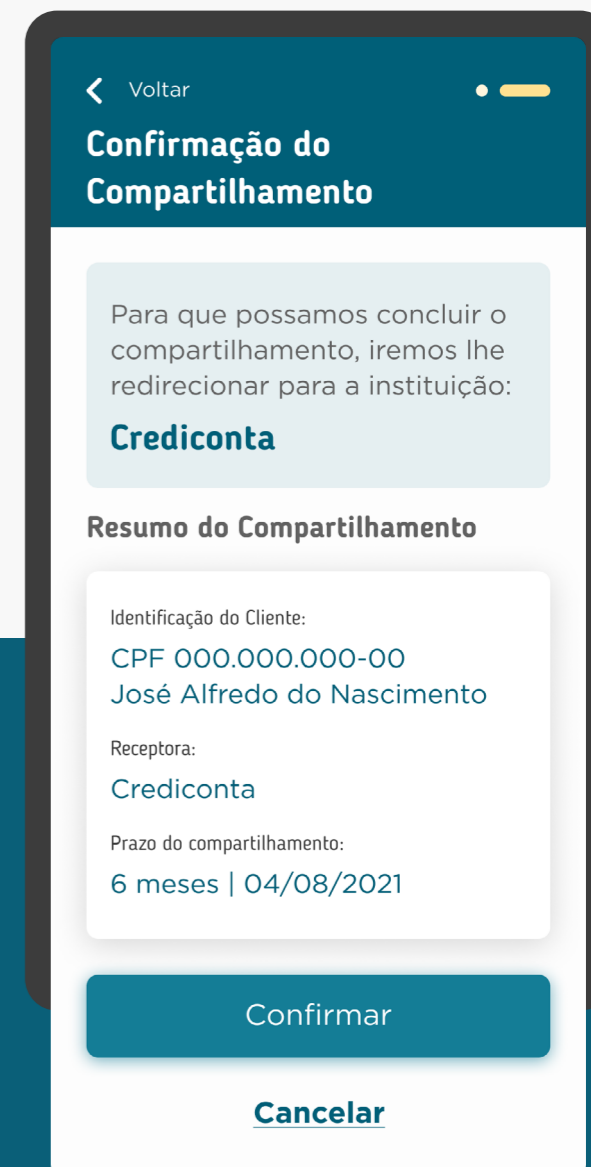 Voltar
Confirmação do
Compartilhamento
Para que possamos concluir o
compartilhamento, iremos lhe
redirecionar para a instituição:
Crediconta
Resumo do Compartilhamento
Identificação do Cliente:
CPF 000.000.000-00
José Alfredo do Nascimento
Receptora:
Crediconta
Prazo do compartilhamento:
6 meses | 04/08/2021
Confirmar
Cancelar